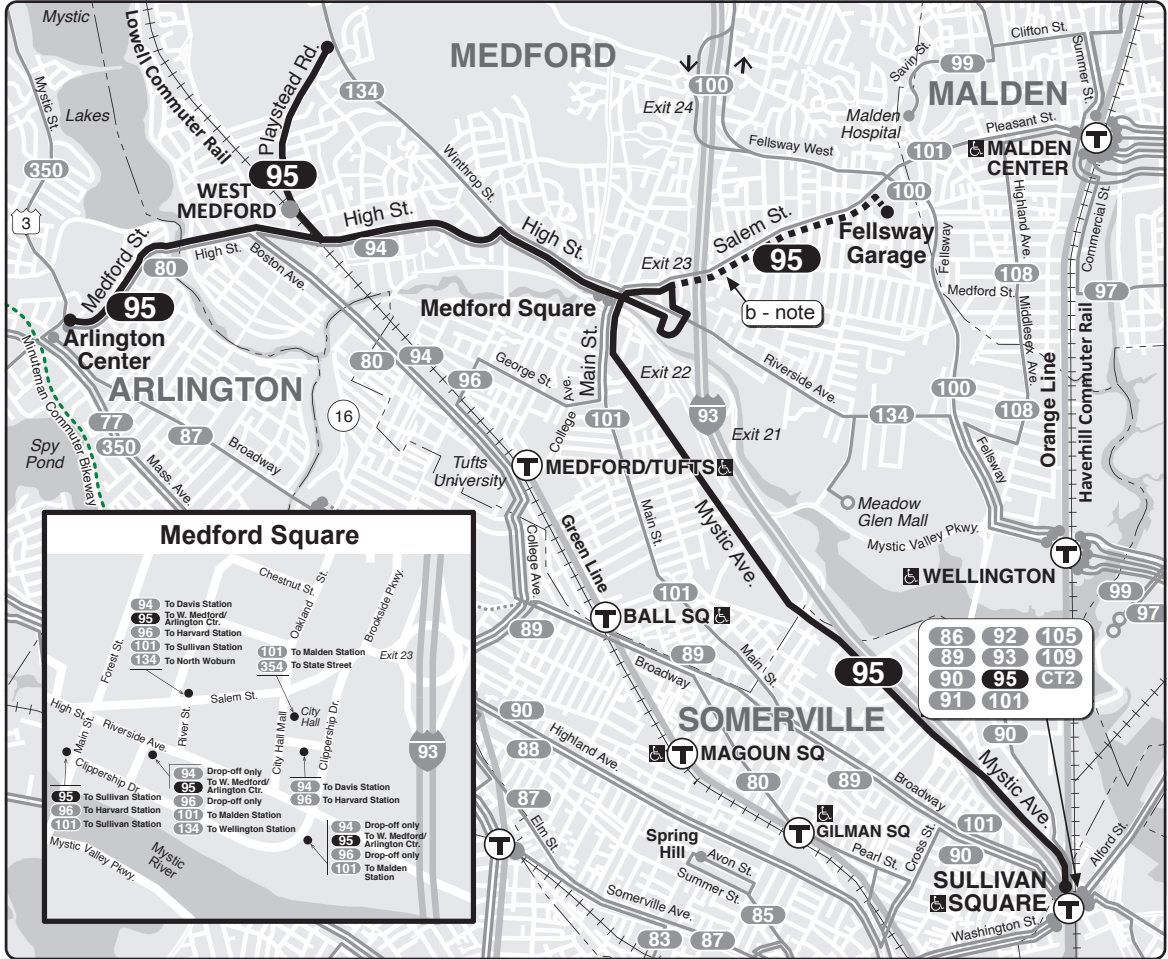 Mystic
Lakes
Mystic St.
350
3
Lowell Commuter Rail
Playstead Rd.
134
95
WEST
MEDFORD
MEDFORD
Winthrop St.
High St.
94
High St.
Medford St.
80
High St.
Boston Ave.
95
Arlington
Center
ARLINGTON
Minuteman Commuter Bikeway
Spy
Pond
77
350
87
Mass. Ave.
Broadway
16
80
94
96
George St.
College Ave.
Main St.
101
Medford Square
Exit 24
100
Fellsway West
Savin St.
99
Clifton St.
Summer St.
MALDEN
Malden
Hospital
Pleasant St.
101
MALDEN
CENTER
T
100
Salem St.
95
Fellsway
Garage
Exit 23
b - note
Fellsway
Highland Ave.
108
Medford St.
Middlesex Ave.
108
Commercial St.
97
Orange Line
Haverhill Commuter Rail
100
Exit 22
Riverside Ave.
134
93
Exit 21
Fellsway
Meadow
Glen Mall
Mystic Valley Pkwy.
T
WELLINGTON
99
97
Tufts
University
T
MEDFORD/TUFTS
Main St.
Mystic Ave.
Green Line
College Ave.
101
T
BALL SQ
89
89
Broadway
Main St.
95
86 92 105
89 93 109
90 95 CT2
91 101
90
SOMERVILLE
90
88
Highland Ave.
T
MAGOUN SQ
80
89
Broadway
Mystic Ave.
87
Elm St.
T
T
GILMAN SQ
101
Pearl St.
Cross St.
90
Alford St.
Spring
Hill
Avon St.
Summer St.
85
Somerville Ave.
83
87
SULLIVAN
SQUARE
T
Washington St.
Medford Square
Chestnut St.
Oakland St.
Brookside Pkwy.
Forest St.
94 To Davis Station
95 To W. Medford/
Arlington Ctr.
96 To Harvard Station
101 To Sullivan Station
134 To North Woburn
101 To Malden Station
354 To State Street
Exit 23
Salem St.
City
Hall
High St.
Main St.
Riverside Ave.
River St.
City Hall Mall
Clippership Dr.
93
Clippership Dr.
95 To Sullivan Station
96 To Harvard Station
101 To Sullivan Station
94 Drop-off only
95 To W. Medford/
Arlington Ctr.
96 Drop-off only
101 To Malden Station
134 To Wellington Station
94 To Davis Station
96 To Harvard Station
94 Drop-off only
95 To W. Medford/
Arlington Ctr.
96 Drop-off only
101 To Malden
Station
Mystic Valley Pkwy.
Mystic
River